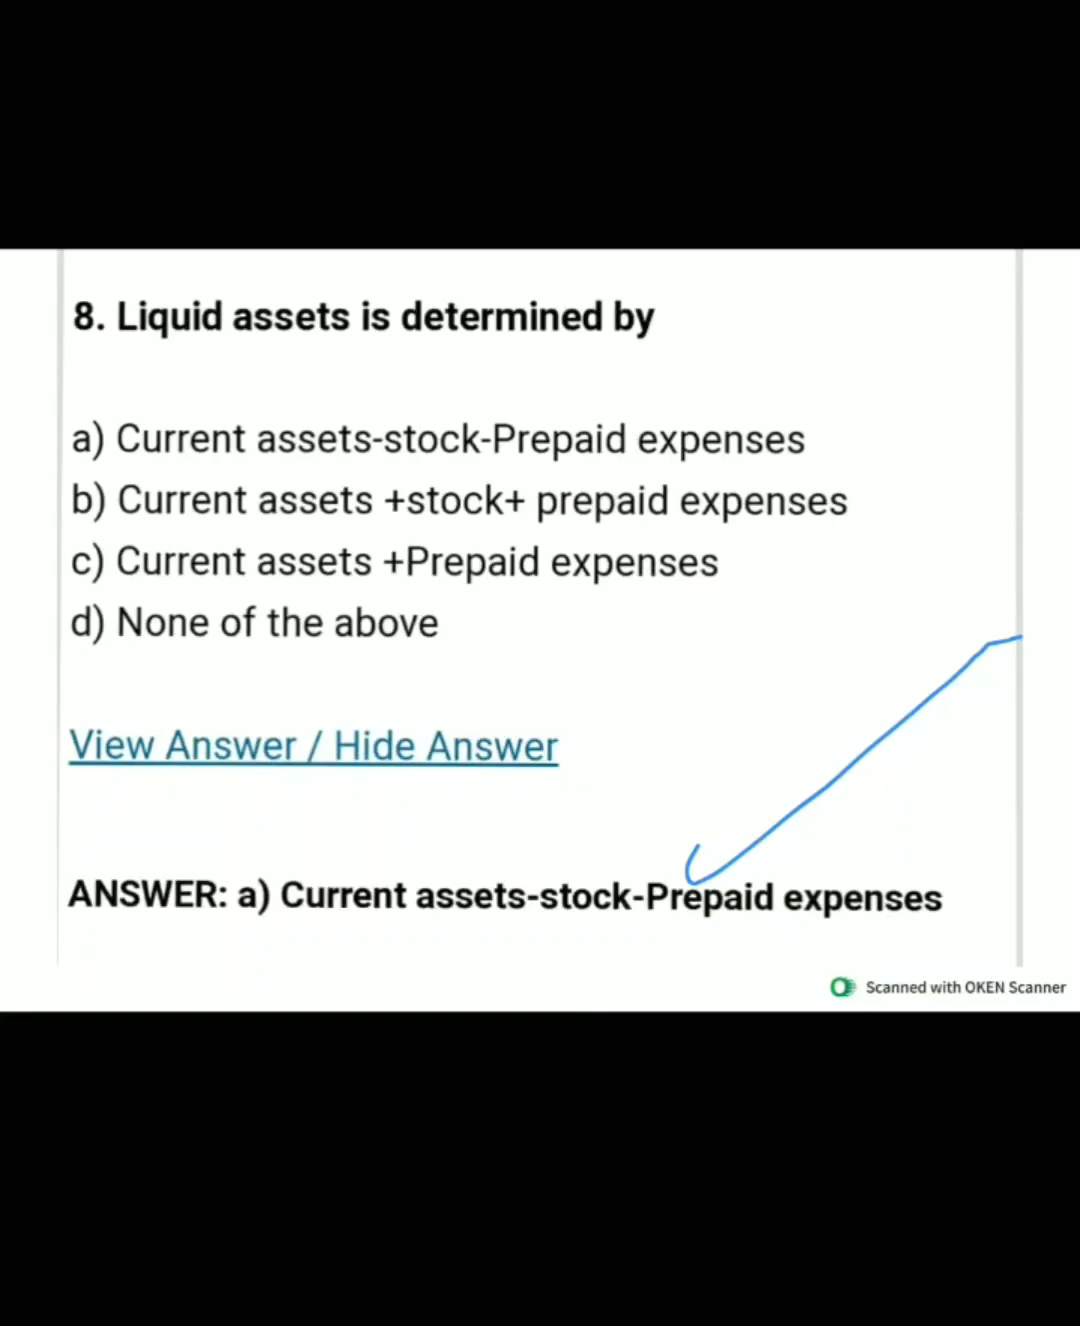 8. Liquid assets is determined by
a) Current assets-stock-Prepaid expenses
b) Current assets +stock+ prepaid expenses
c) Current assets +Prepaid expenses
d) None of the above
View Answer / Hide Answer
ANSWER: a) Current assets-stock-Prepaid expenses
Scanned with OKEN Scanner